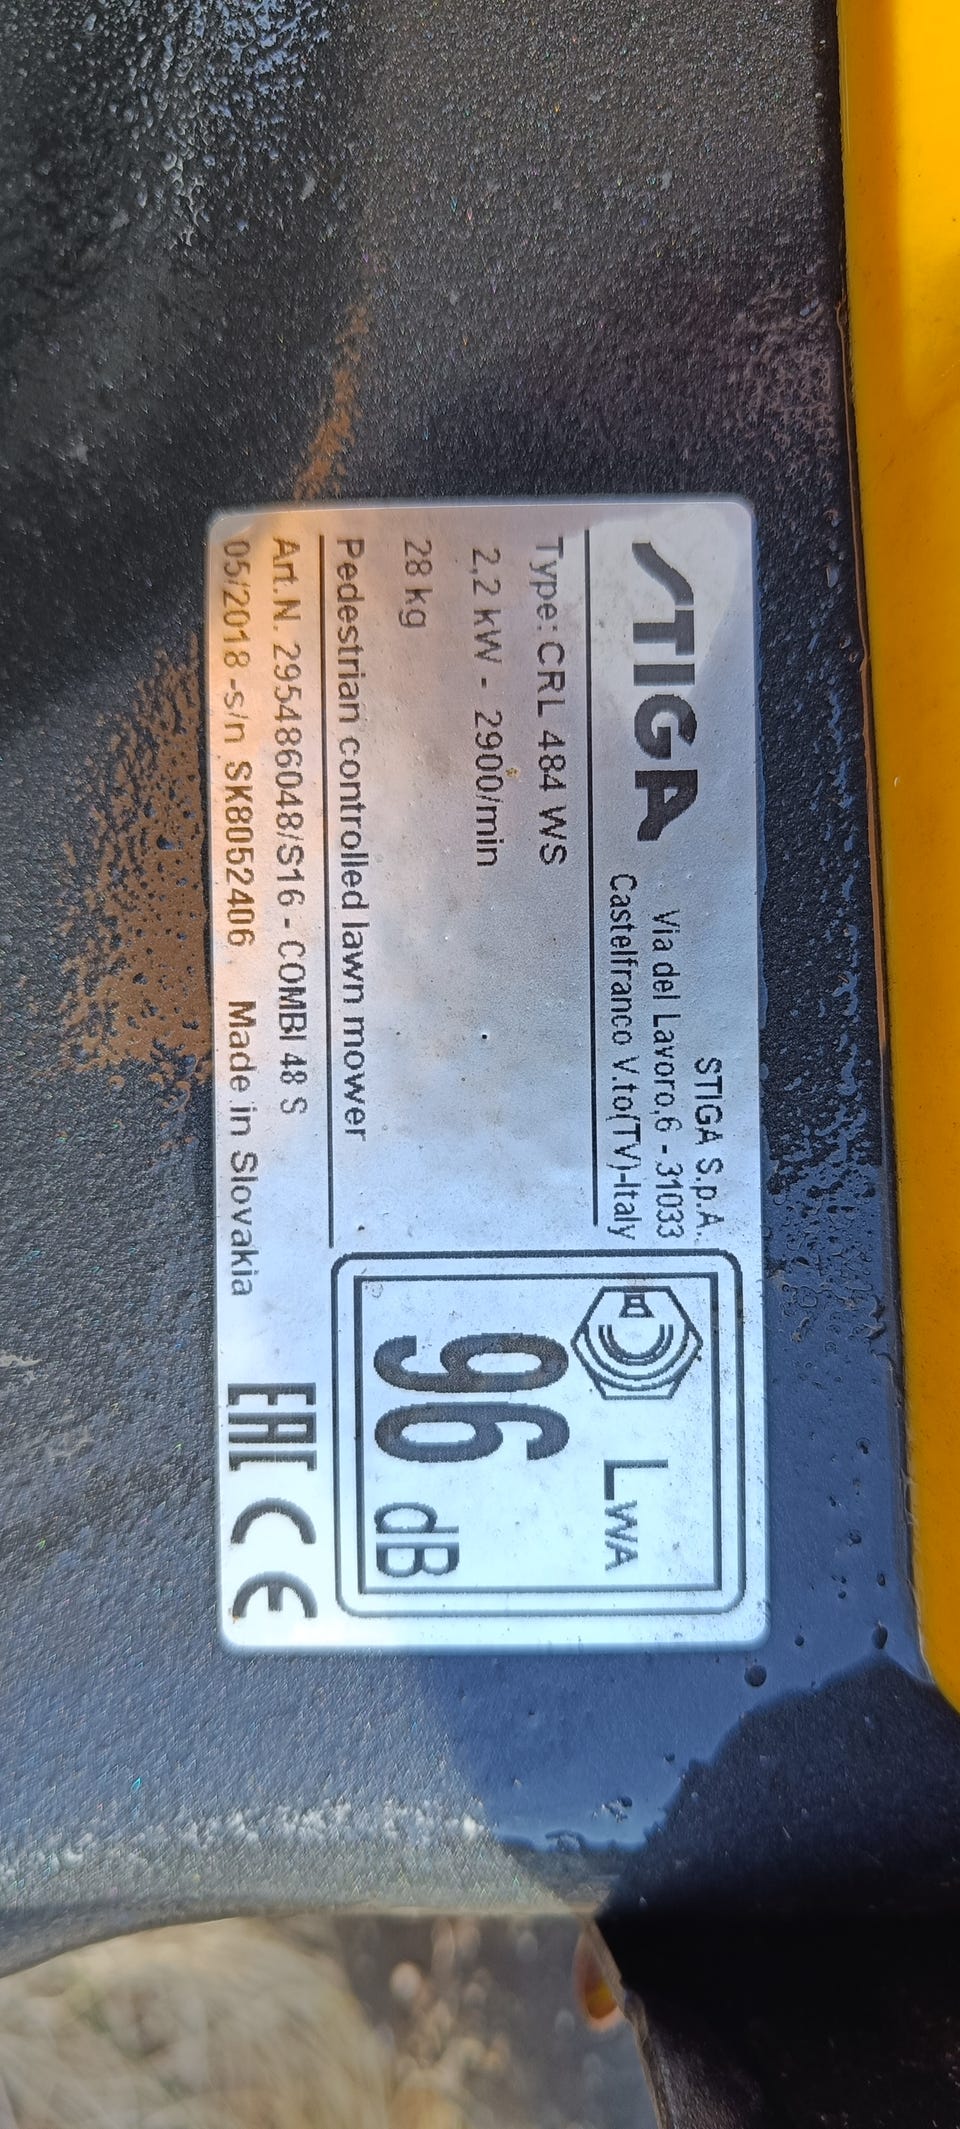 STIGA
STIGA S.p.A.
Via del Lavoro,6 - 31033
Castelfranco V.to(TV)-Italy
Type: CRL 484 WS
2,2 kW - 2900/min
28 kg
Pedestrian controlled lawn mower
Art.N. 295486048/S16 - COMBI 48 S
05/2018 -s/n SK8052406 Made in Slovakia
LWA
96 dB
EAC CE